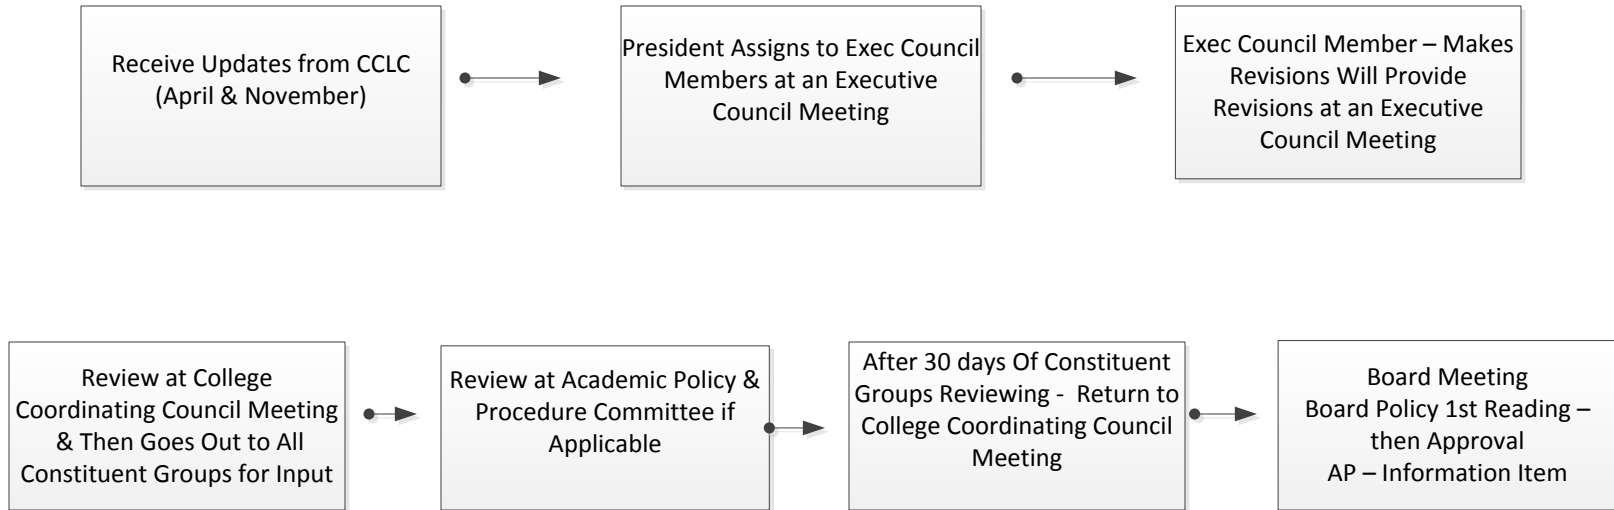 Receive Updates from CCLC
(April & November)
President Assigns to Exec Council
Members at an Executive
Council Meeting
Exec Council Member – Makes
Revisions Will Provide
Revisions at an Executive
Council Meeting
Review at College
Coordinating Council Meeting
& Then Goes Out to All
Constituent Groups for Input
Review at Academic Policy &
Procedure Committee if
Applicable
After 30 days Of Constituent
Groups Reviewing - Return to
College Coordinating Council
Meeting
Board Meeting
Board Policy 1st Reading –
then Approval
AP – Information Item